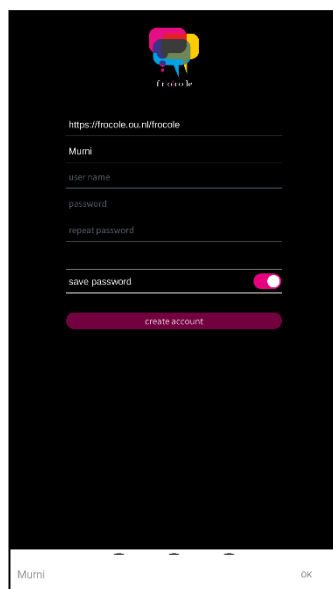 frocole
https://frocole.ou.nl/frocole
Murni
user name
password
repeat password
save password
create account
Murni
OK